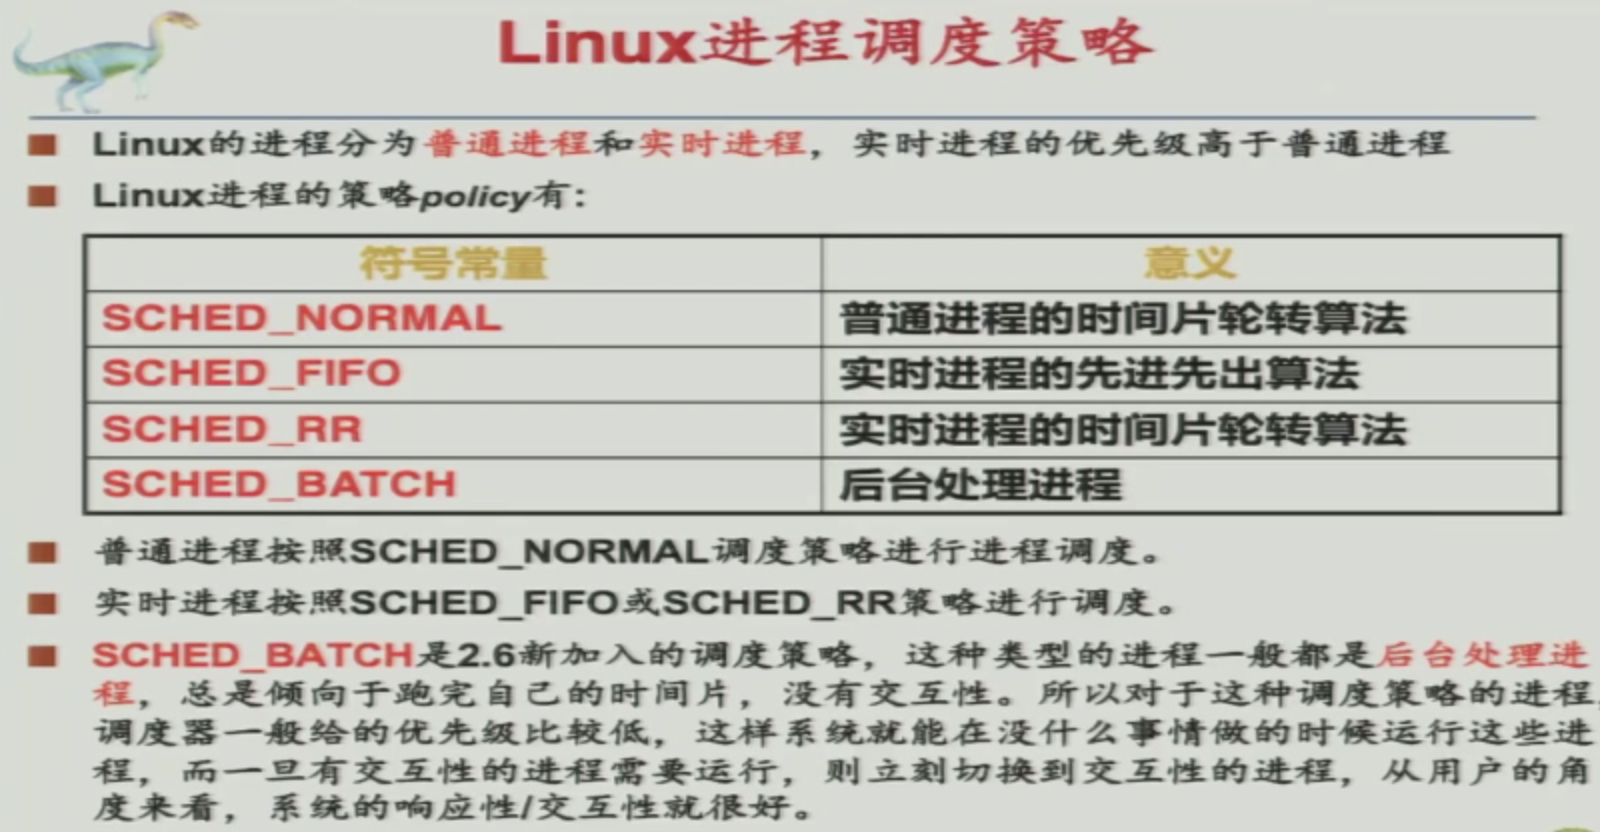 Linux进程调度策略
Linux的进程分为普通进程和实时进程，实时进程的优先级高于普通进程
Linux进程的策略policy有：
符号常量 意义
SCHED_NORMAL 普通进程的时间片轮转算法
SCHED_FIFO 实时进程的先进先出算法
SCHED_RR 实时进程的时间片轮转算法
SCHED_BATCH 后台处理进程
普通进程按照SCHED_NORMAL调度策略进行进程调度。
实时进程按照SCHED_FIFO或SCHED_RR策略进行调度。
SCHED_BATCH是2.6新加入的调度策略，这种类型的进程一般都是后台处理进
程，总是倾向于跑完自己的时间片，没有交互性。所以对于这种调度策略的进程，
调度器一般给的优先级比较低，这样系统就能在没什么事情做的时候运行这些进
程，而一旦有交互性的进程需要运行，则立刻切换到交互性的进程，从用户的角
度来看，系统的响应性/交互性就很好。